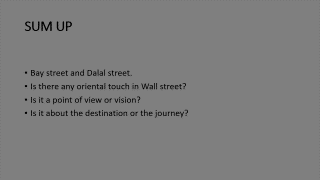 SUM UP
• Bay street and Dalal street.
• Is there any oriental touch in Wall street?
• Is it a point of view or vision?
• Is it about the destination or the journey?